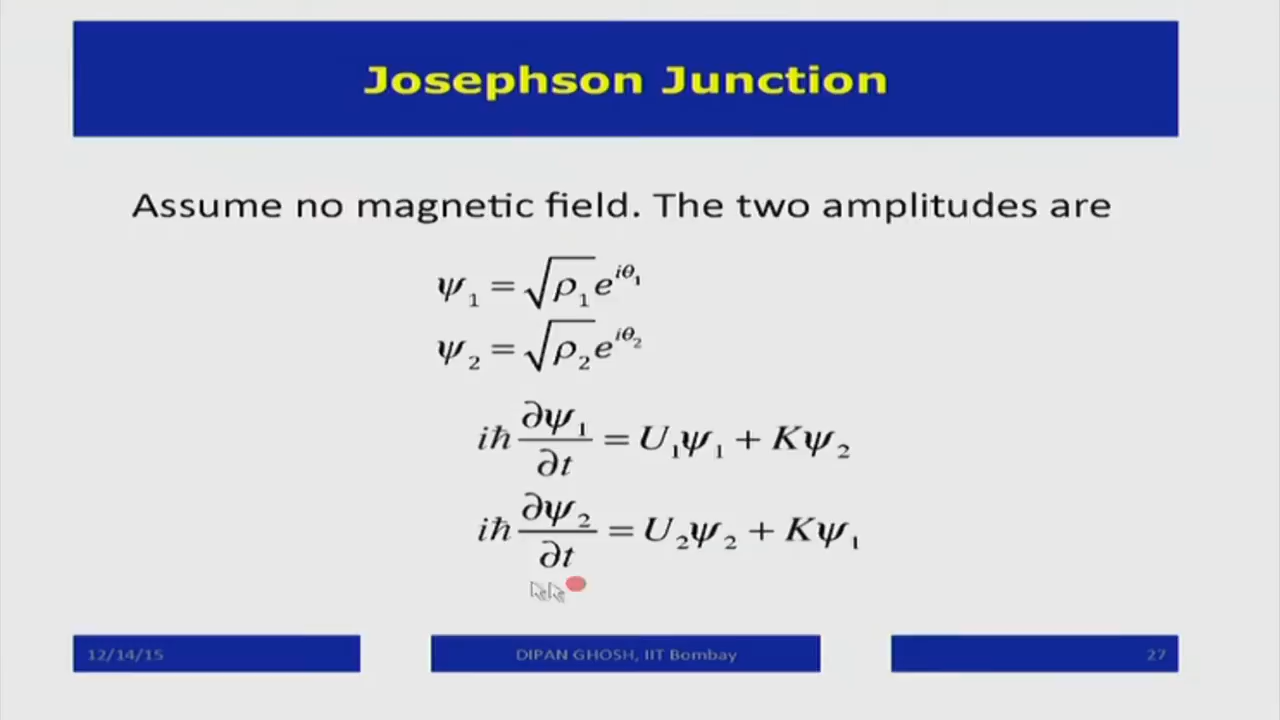 Josephson Junction
Assume no magnetic field. The two amplitudes are
ψ₁ = √ρ₁ e^{iθ₁}
ψ₂ = √ρ₂ e^{iθ₂}
iħ ∂ψ₁/∂t = U₁ψ₁ + Kψ₂
iħ ∂ψ₂/∂t = U₂ψ₂ + Kψ₁
12/14/15 DIPAN GHOSH, IIT Bombay 27